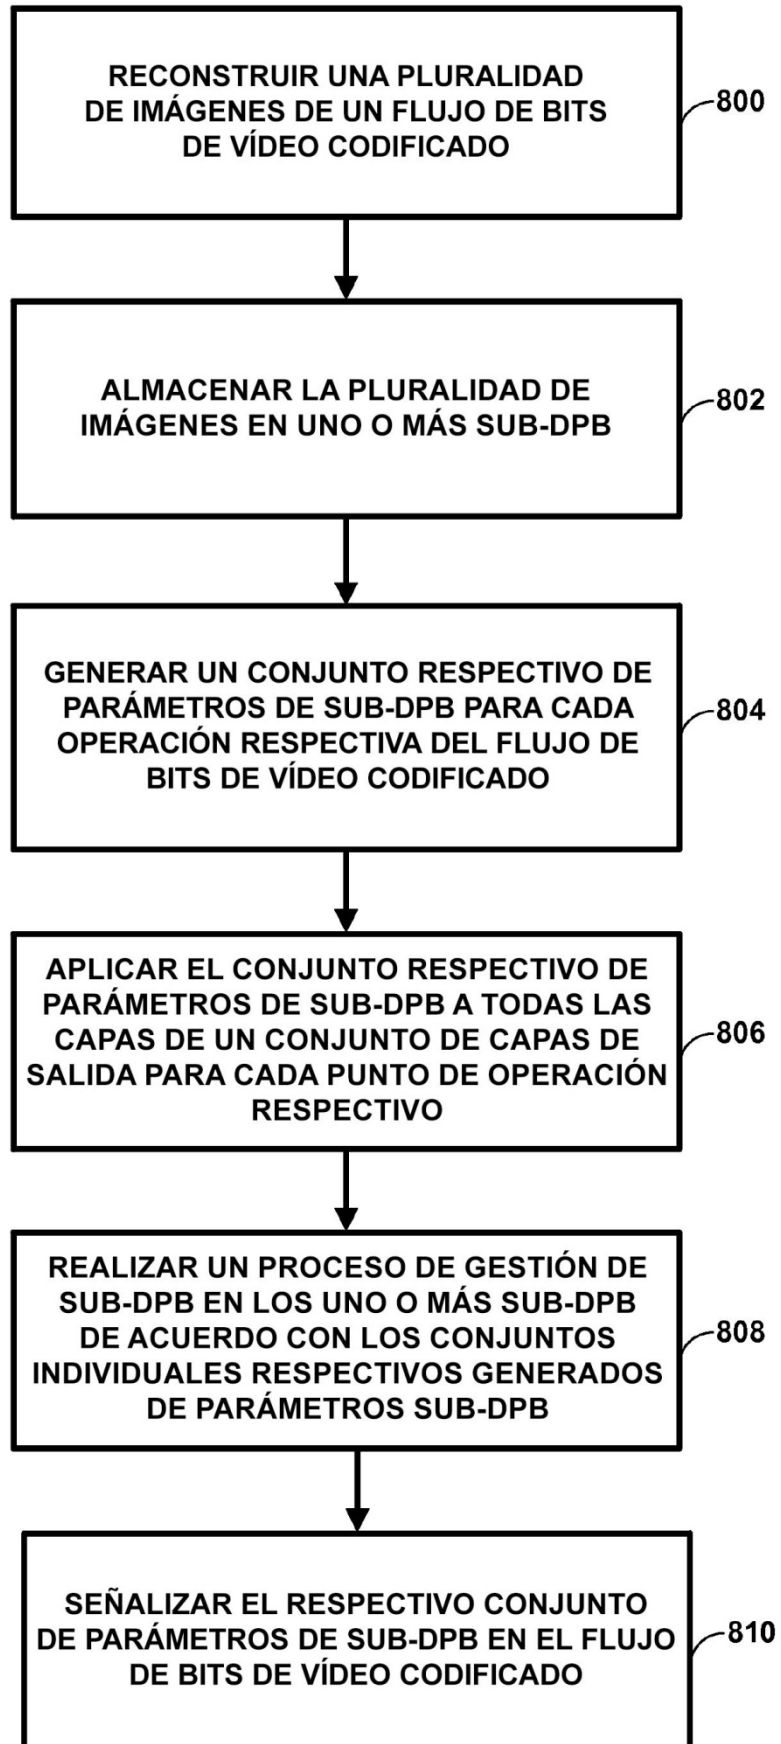 RECONSTRUIR UNA PLURALIDAD
DE IMÁGENES DE UN FLUJO DE BITS
DE VÍDEO CODIFICADO
800
ALMACENAR LA PLURALIDAD DE
IMÁGENES EN UNO O MÁS SUB-DPB
802
GENERAR UN CONJUNTO RESPECTIVO DE
PARÁMETROS DE SUB-DPB PARA CADA
OPERACIÓN RESPECTIVA DEL FLUJO DE
BITS DE VÍDEO CODIFICADO
804
APLICAR EL CONJUNTO RESPECTIVO DE
PARÁMETROS DE SUB-DPB A TODAS LAS
CAPAS DE UN CONJUNTO DE CAPAS DE
SALIDA PARA CADA PUNTO DE OPERACIÓN
RESPECTIVO
806
REALIZAR UN PROCESO DE GESTIÓN DE
SUB-DPB EN LOS UNO O MÁS SUB-DPB
DE ACUERDO CON LOS CONJUNTOS
INDIVIDUALES RESPECTIVOS GENERADOS
DE PARÁMETROS SUB-DPB
808
SEÑALIZAR EL RESPECTIVO CONJUNTO
DE PARÁMETROS DE SUB-DPB EN EL FLUJO
DE BITS DE VÍDEO CODIFICADO
810